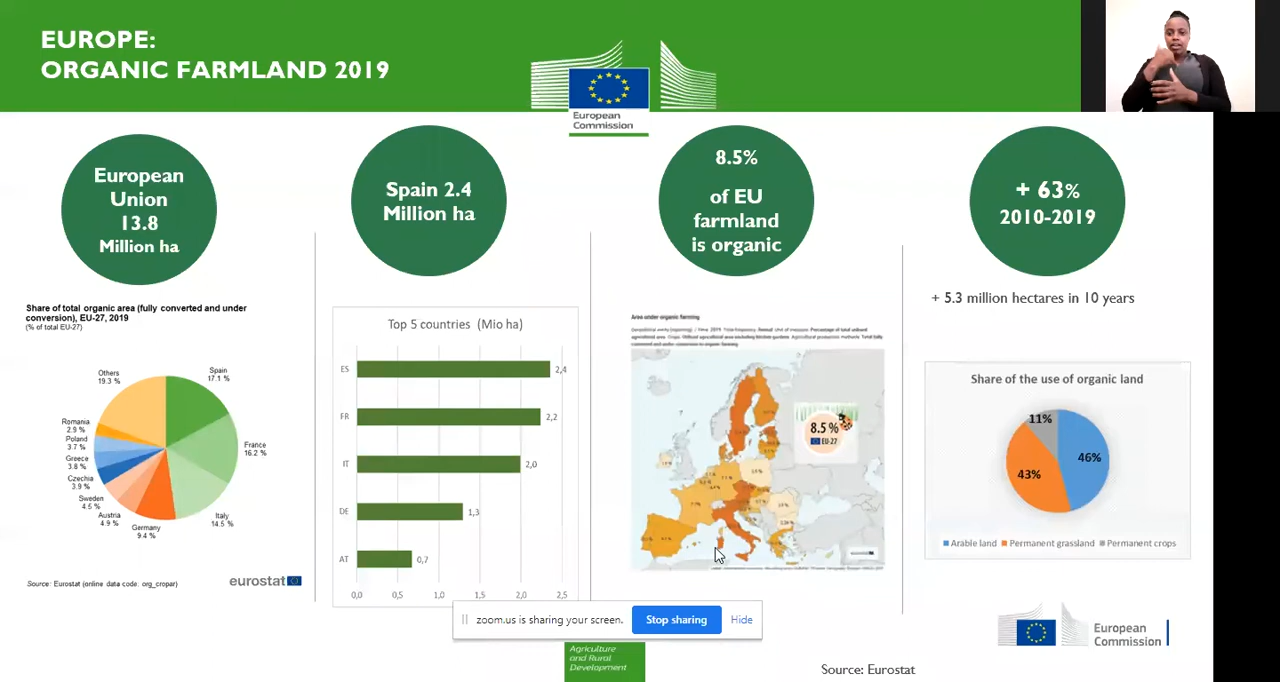 EUROPE:
ORGANIC FARMLAND 2019
European
Commission
European
Union
13.8
Million ha
Spain 2.4
Million ha
8.5%
of EU
farmland
is organic
+ 63%
2010-2019
+ 5.3 million hectares in 10 years
Share of total organic area (fully converted and under
conversion), EU-27, 2019
(% of total EU-27)
Others
19.3 %
Spain
17.1 %
Romania
2.9 %
Poland
3.7 %
Greece
3.8 %
Czechia
3.9 %
Sweden
4.5 %
Austria
4.9 %
Germany
9.4 %
Italy
14.5 %
France
16.2 %
Source: Eurostat (online data code: org_cropar)
eurostat
Top 5 countries (Mio ha)
ES
2,4
FR
2,2
IT
2,0
DE
1,3
AT
0,7
0,0 0,5 1,0 1,5 2,0 2,5
Area under organic farming
8.5 %
EU-27
Share of the use of organic land
11%
46%
43%
Arable land Permanent grassland Permanent crops
zoom.us is sharing your screen.
Stop sharing
Hide
Agriculture
and Rural
Development
European
Commission
Source: Eurostat